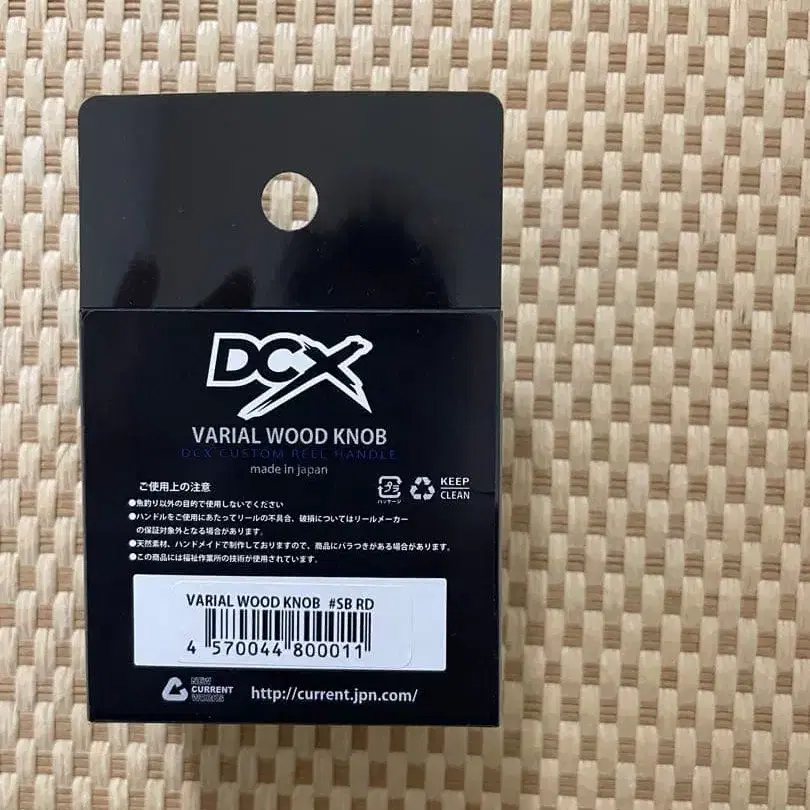 DCX
VARIAL WOOD KNOB
DCX CUSTOM REEL HANDLE
made in japan
ご使用上の注意
プラ
パッケージ
KEEP
CLEAN
●魚釣り以外の目的で使用しないでください
●ハンドルをご使用にあたってリールの不具合、破損についてはリールメーカー
の保証対象外となる場合があります。
●天然素材、ハンドメイドで制作しておりますので、商品にバラつきがある場合があります。
●この商品には福祉作業所の技術が使用されています。
VARIAL WOOD KNOB #SB RD
4 570044 800011
NEW
CURRENT
WORKS
http://current.jpn.com/